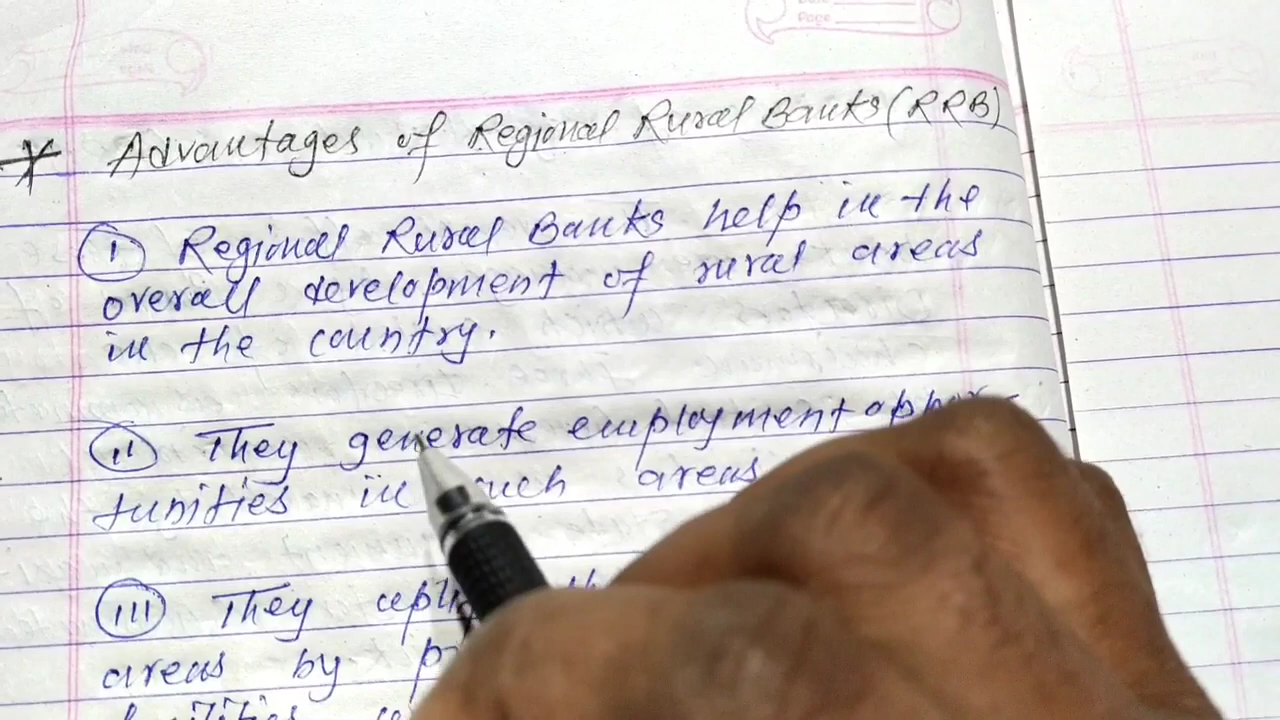 Page
* Advantages of Regional Rural Banks (RRB)
I Regional Rural Banks help in the
overall development of rural areas
in the country.
II They generate employment oppor-
tunities in such areas
III They
areas by